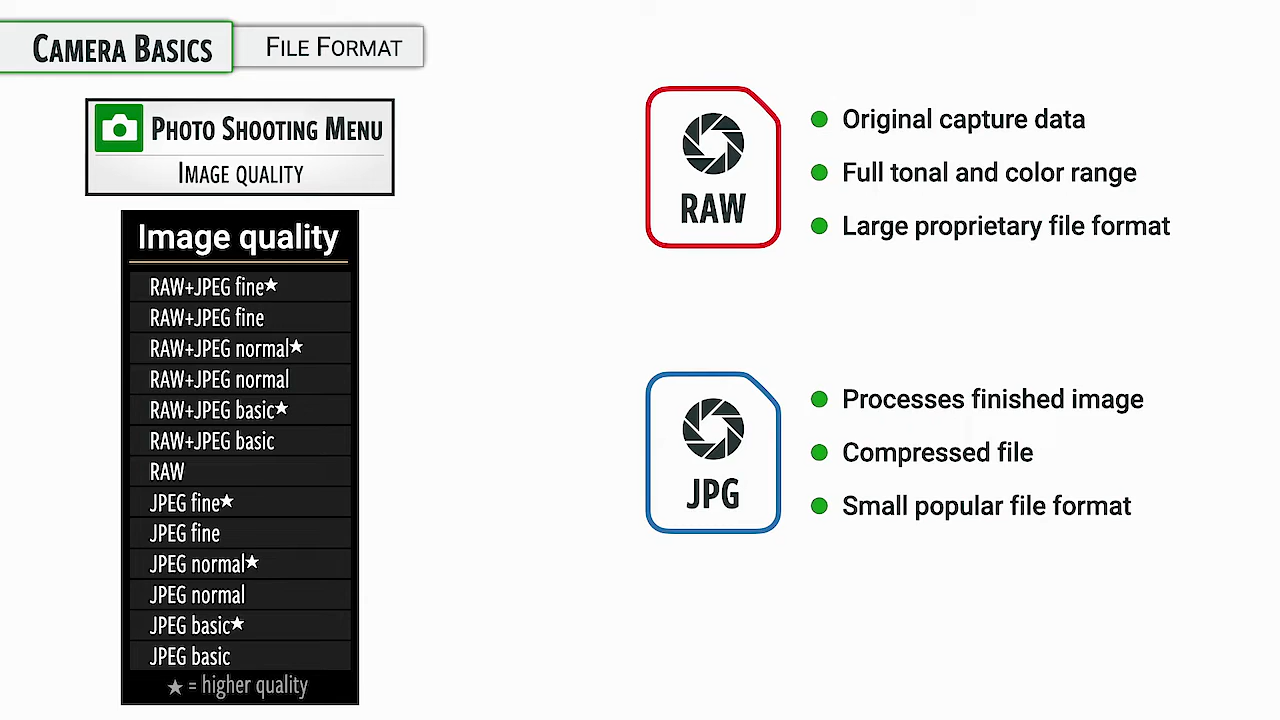 CAMERA BASICS
FILE FORMAT
PHOTO SHOOTING MENU
IMAGE QUALITY
Image quality
RAW+JPEG fine★
RAW+JPEG fine
RAW+JPEG normal★
RAW+JPEG normal
RAW+JPEG basic★
RAW+JPEG basic
RAW
JPEG fine★
JPEG fine
JPEG normal★
JPEG normal
JPEG basic★
JPEG basic
★ = higher quality
RAW
Original capture data
Full tonal and color range
Large proprietary file format
JPG
Processes finished image
Compressed file
Small popular file format